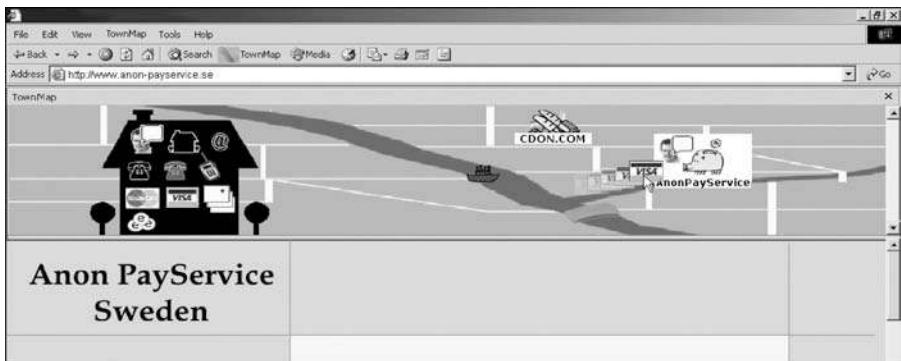 File Edit View TownMap Tools Help
Back Search TownMap Media
Address http://www.anon-payservice.se Go
TownMap
CDON.COM
@
VISA
AnonPayService
VISA
e e e
Anon PayService
Sweden